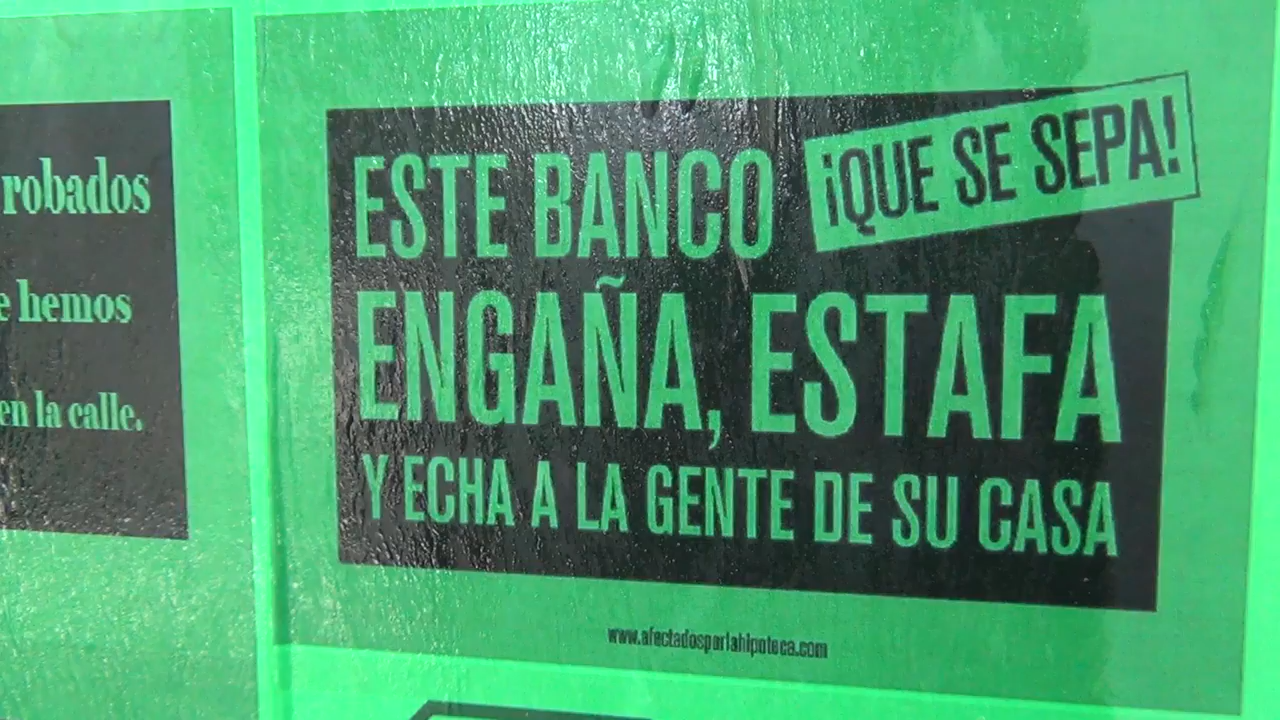 robados
hemos
en la calle.
ESTE BANCO
¡QUE SE SEPA!
ENGAÑA, ESTAFA
Y ECHA A LA GENTE DE SU CASA
www.afectadosporlahipoteca.com